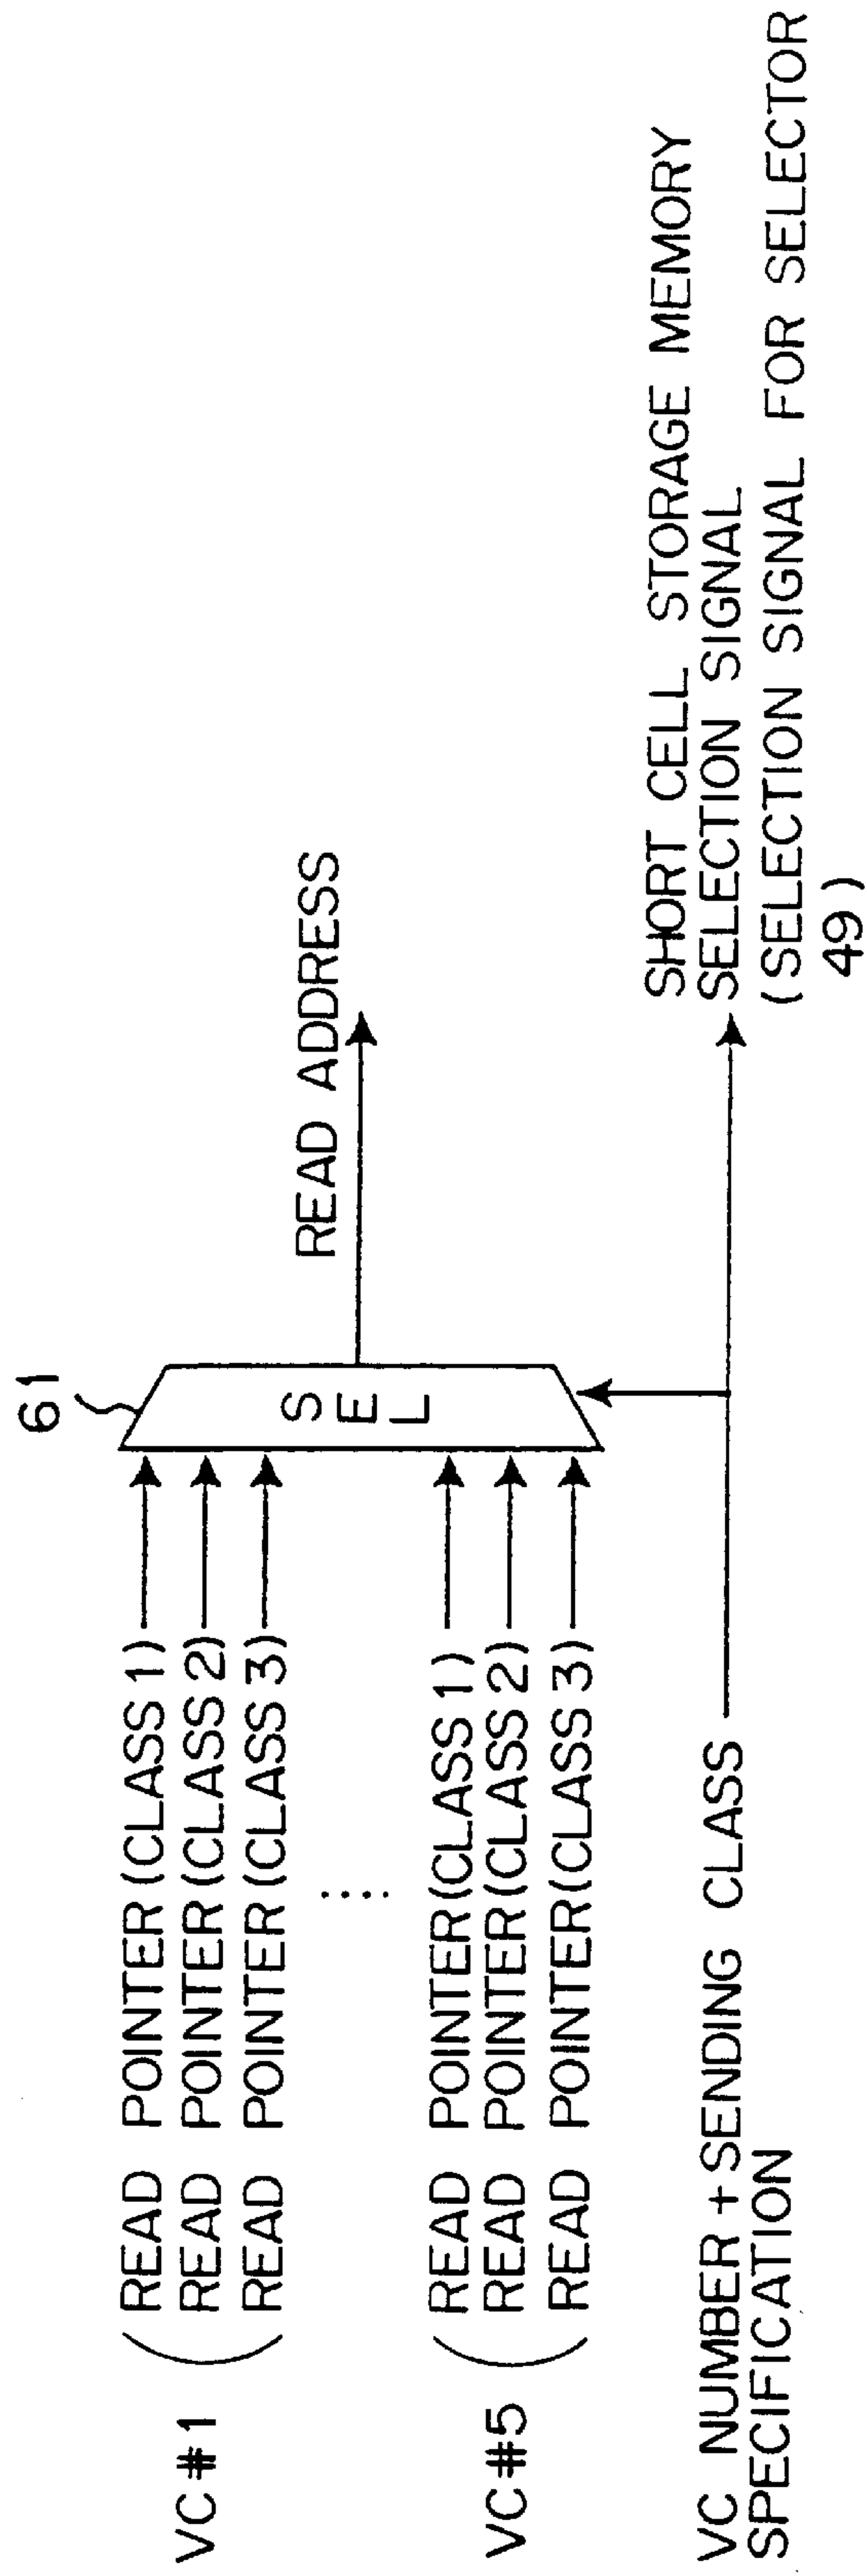 61
VC #1
READ POINTER (CLASS 1)
READ POINTER (CLASS 2)
READ POINTER (CLASS 3)
....
VC #5
READ POINTER (CLASS 1)
READ POINTER (CLASS 2)
READ POINTER (CLASS 3)
SEL
READ ADDRESS
VC NUMBER + SENDING CLASS
SPECIFICATION
SHORT CELL STORAGE MEMORY
SELECTION SIGNAL
(SELECTION SIGNAL FOR SELECTOR
49)